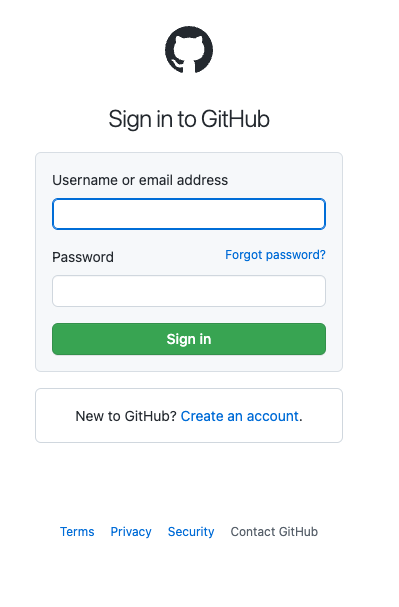 Sign in to GitHub
Username or email address
Password Forgot password?
Sign in
New to GitHub? Create an account.
Terms Privacy Security Contact GitHub